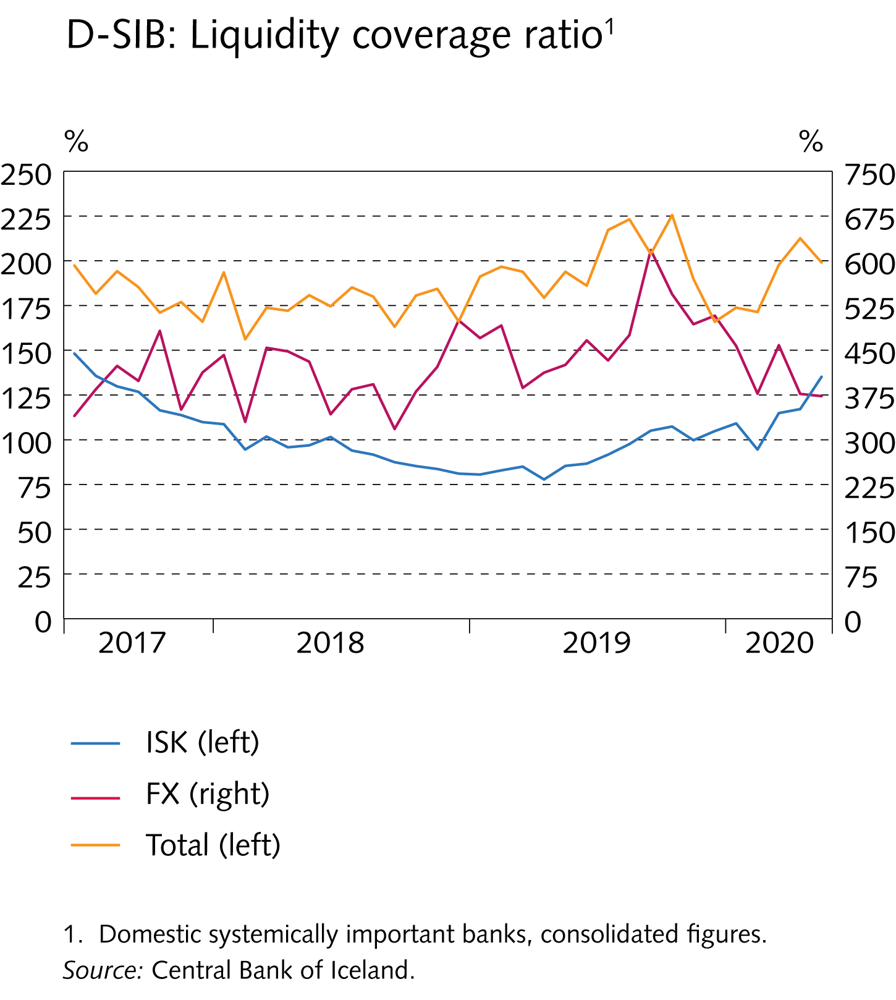 D-SIB: Liquidity coverage ratio¹
% %
250 750
225 675
200 600
175 525
150 450
125 375
100 300
75 225
50 150
25 75
0 0
2017 2018 2019 2020
ISK (left)
FX (right)
Total (left)
1. Domestic systemically important banks, consolidated figures.
Source: Central Bank of Iceland.